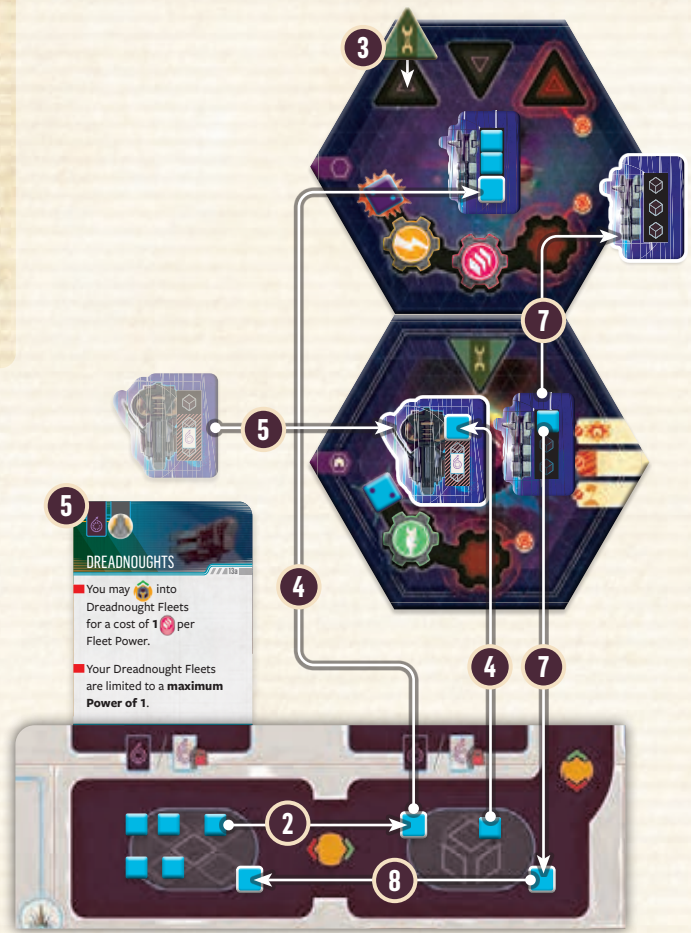 3
7
5
5
DREADNOUGHTS
13a
You may into
Dreadnought Fleets
for a cost of 1 per
Fleet Power.
Your Dreadnought Fleets
are limited to a maximum
Power of 1.
4
4
7
2
8